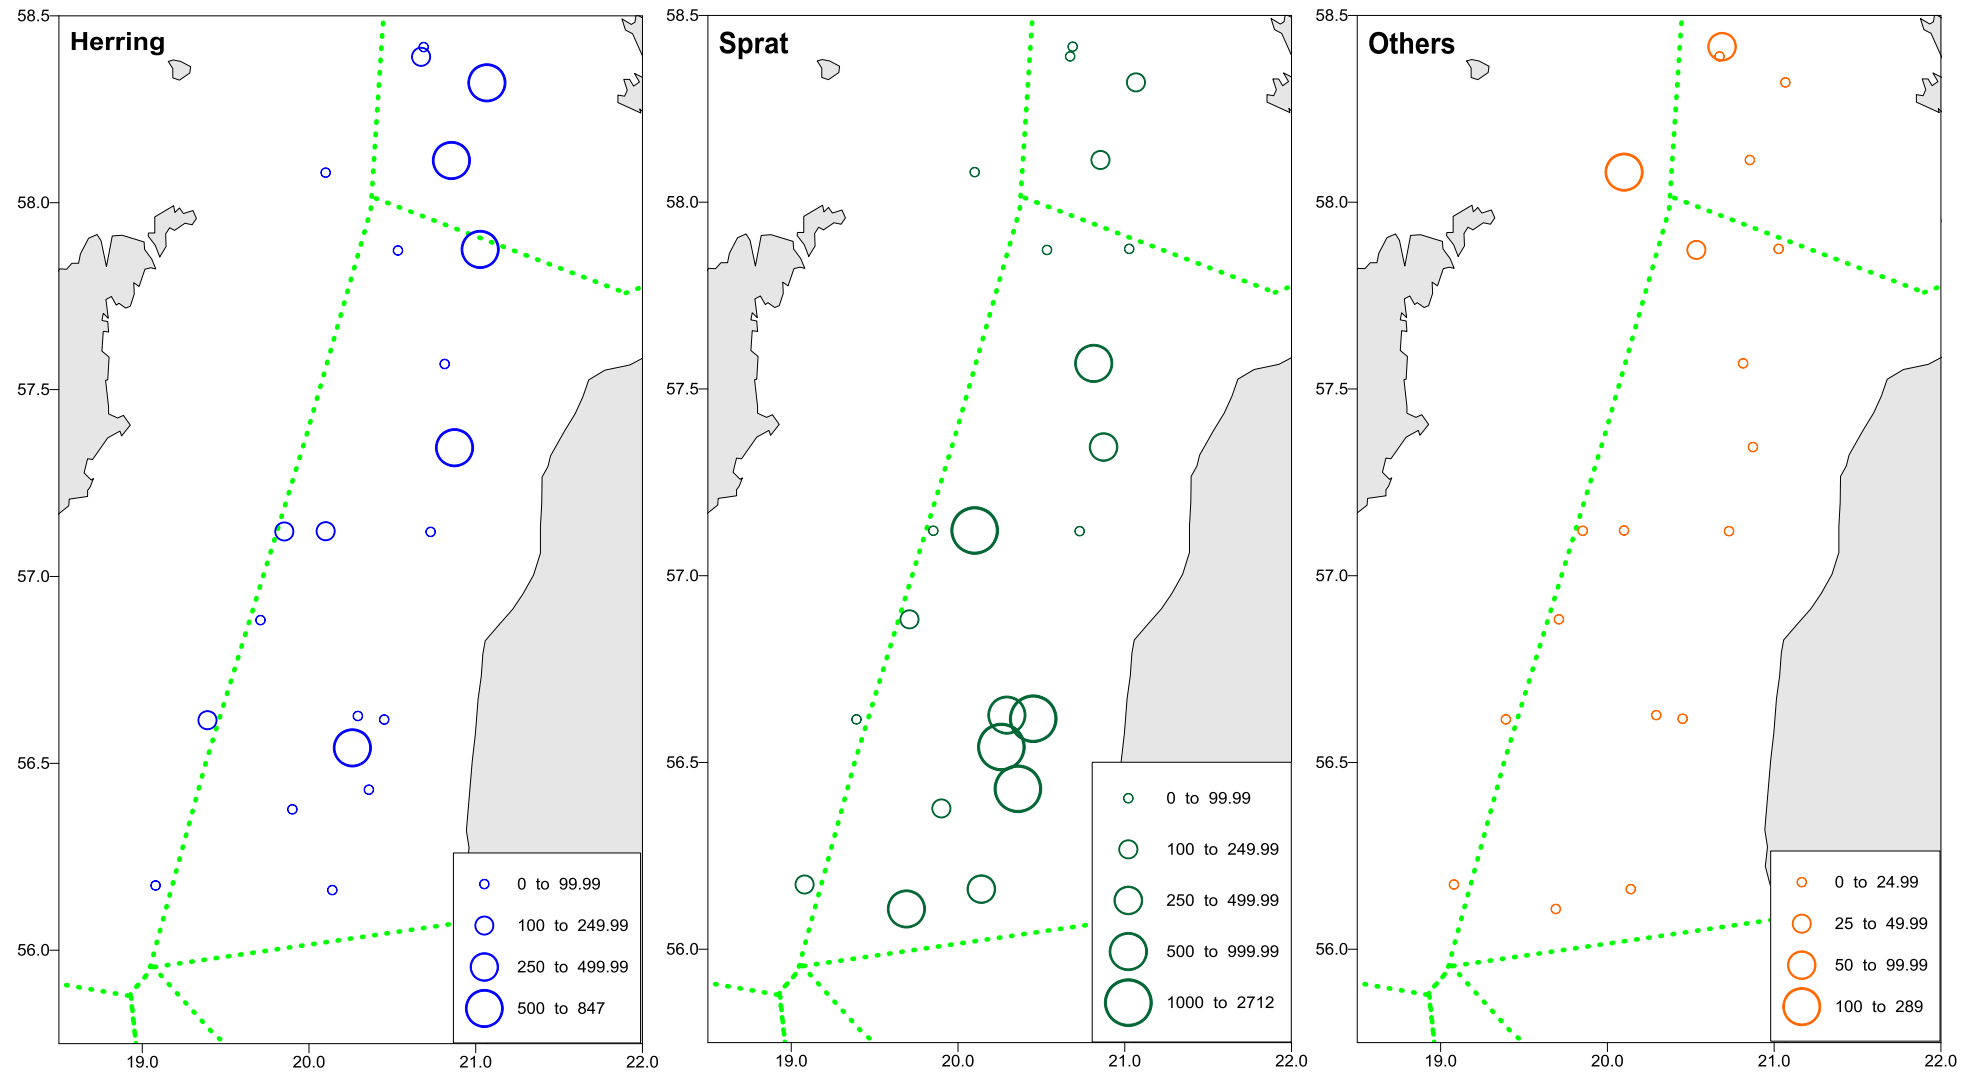 Herring
58.5
58.0
57.5
57.0
56.5
56.0
19.0 20.0 21.0 22.0
0 to 99.99
100 to 249.99
250 to 499.99
500 to 847
Sprat
58.5
58.0
57.5
57.0
56.5
56.0
19.0 20.0 21.0 22.0
0 to 99.99
100 to 249.99
250 to 499.99
500 to 999.99
1000 to 2712
Others
58.5
58.0
57.5
57.0
56.5
56.0
19.0 20.0 21.0 22.0
0 to 24.99
25 to 49.99
50 to 99.99
100 to 289